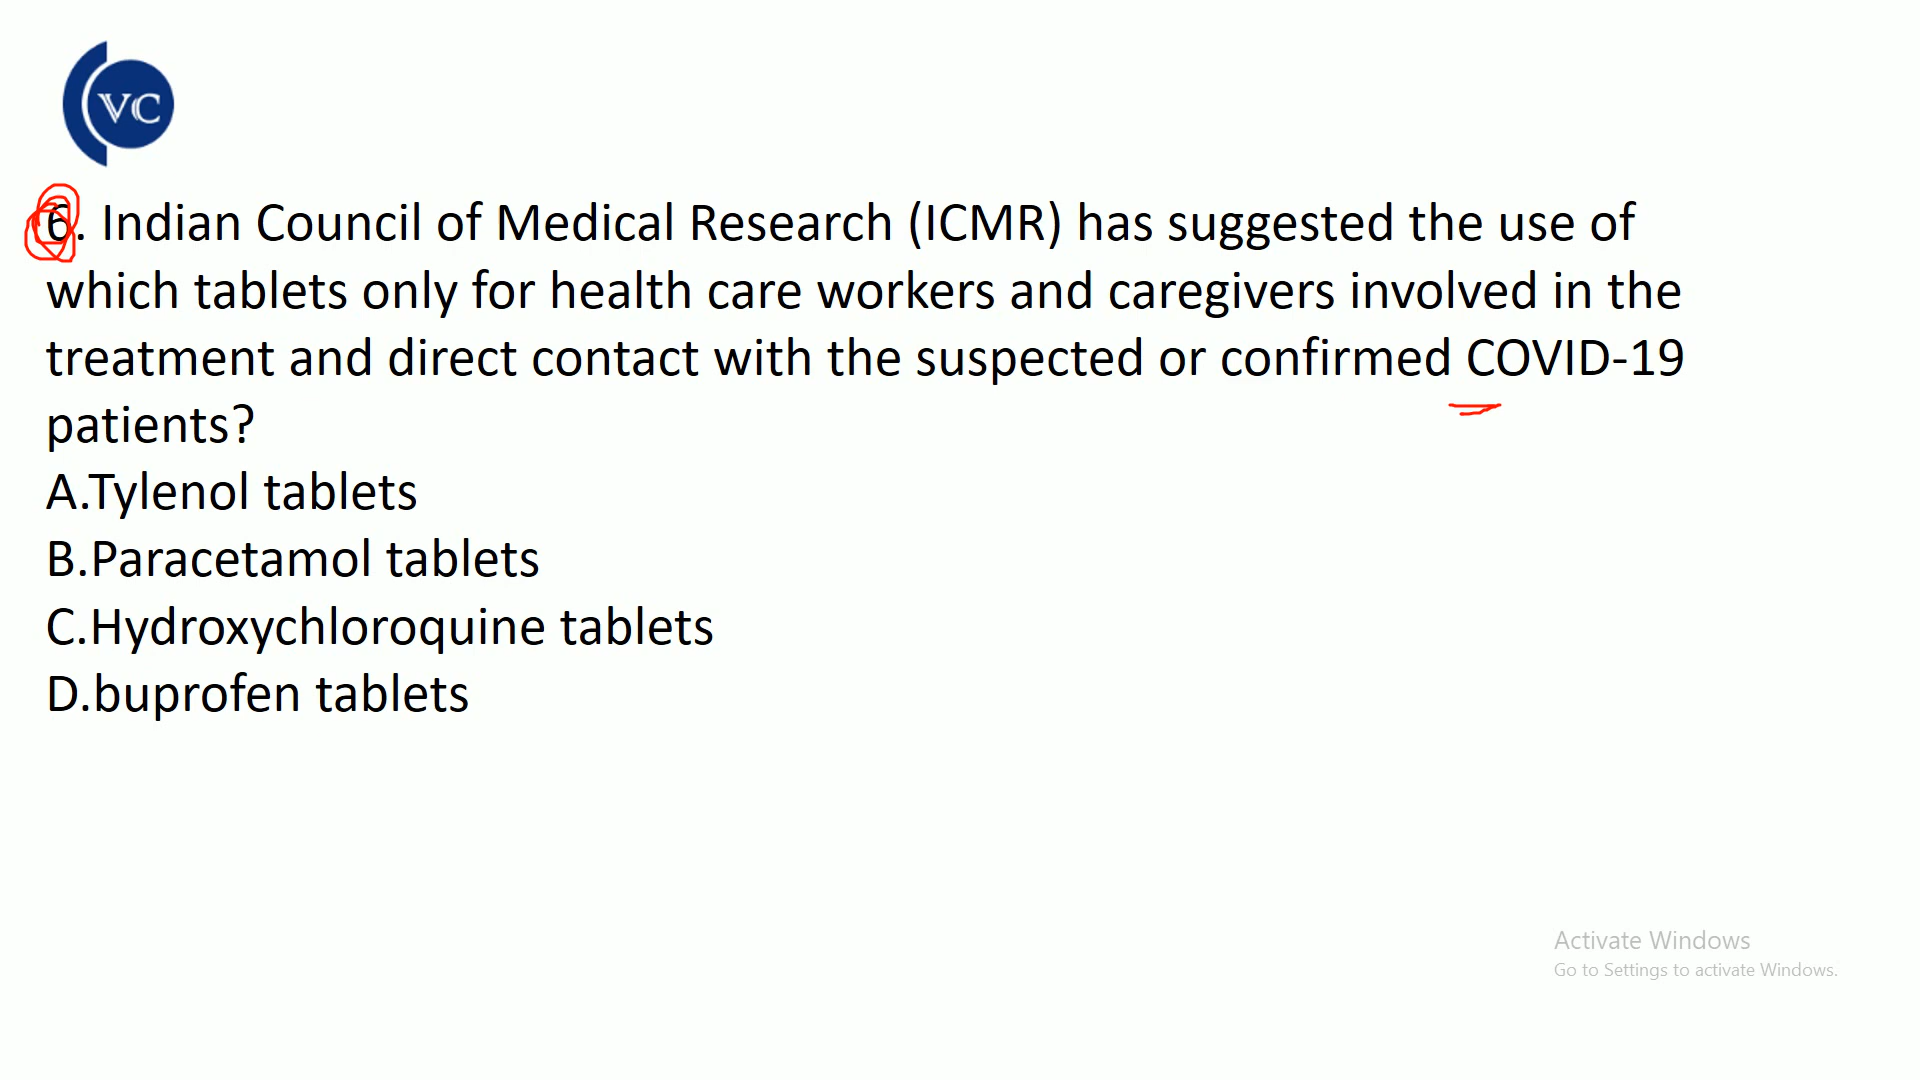 VC
6. Indian Council of Medical Research (ICMR) has suggested the use of
which tablets only for health care workers and caregivers involved in the
treatment and direct contact with the suspected or confirmed COVID-19
patients?
A.Tylenol tablets
B.Paracetamol tablets
C.Hydroxychloroquine tablets
D.buprofen tablets
Activate Windows
Go to Settings to activate Windows.